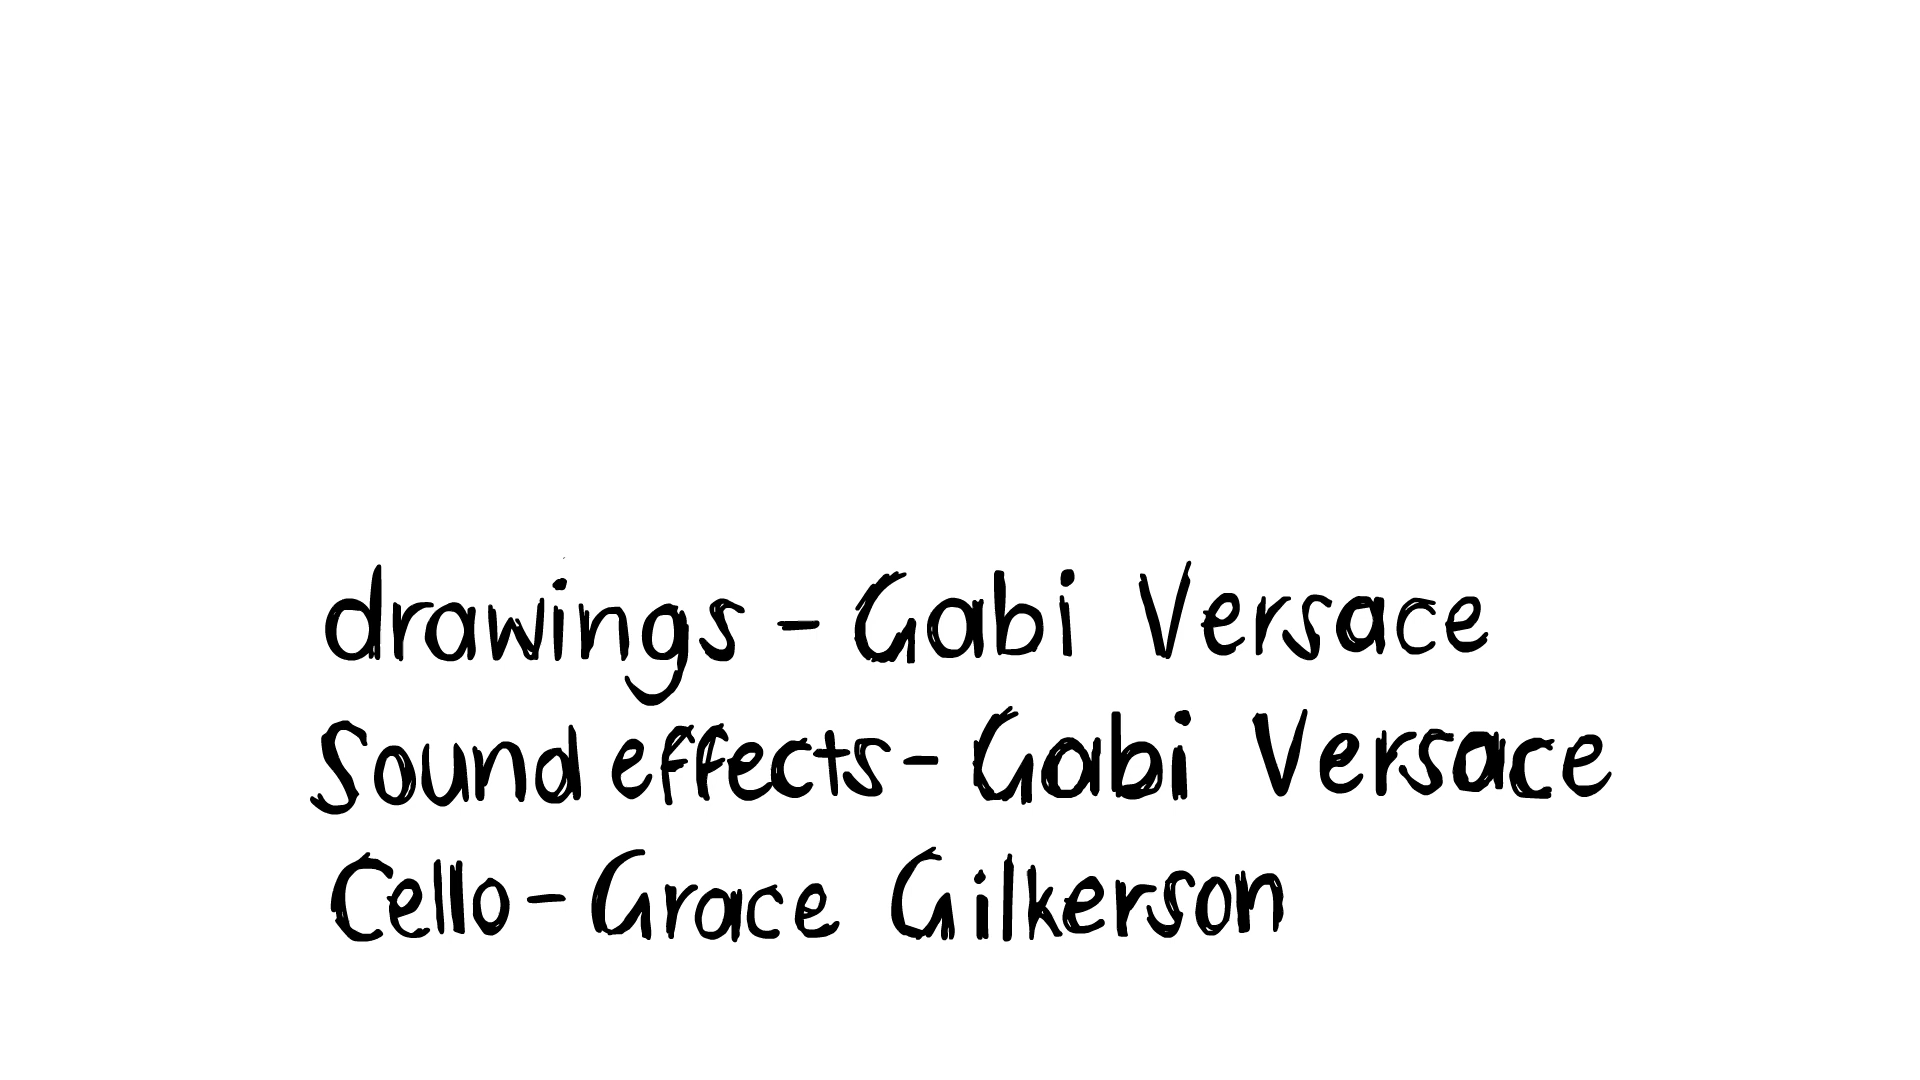 drawings - Gabi Versace
Sound effects - Gabi Versace
Cello - Grace Gilkerson